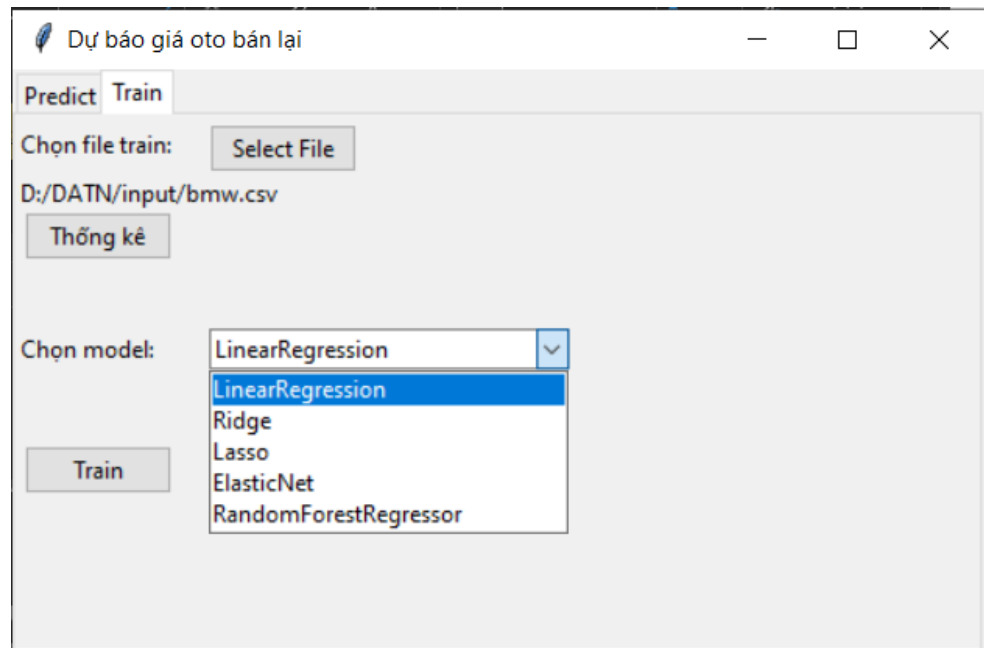 Dự báo giá oto bán lại
Predict Train
Chọn file train: Select File
D:/DATN/input/bmw.csv
Thống kê
Chọn model: LinearRegression
LinearRegression
Ridge
Lasso
ElasticNet
RandomForestRegressor
Train